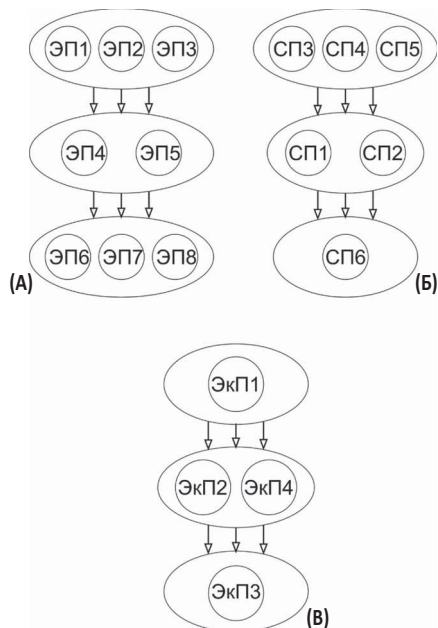 ЭП1 ЭП2 ЭП3 СП3 СП4 СП5
ЭП4 ЭП5 СП1 СП2
ЭП6 ЭП7 ЭП8 СП6
(А) (Б)
ЭкП1
ЭкП2 ЭкП4
ЭкП3
(В)